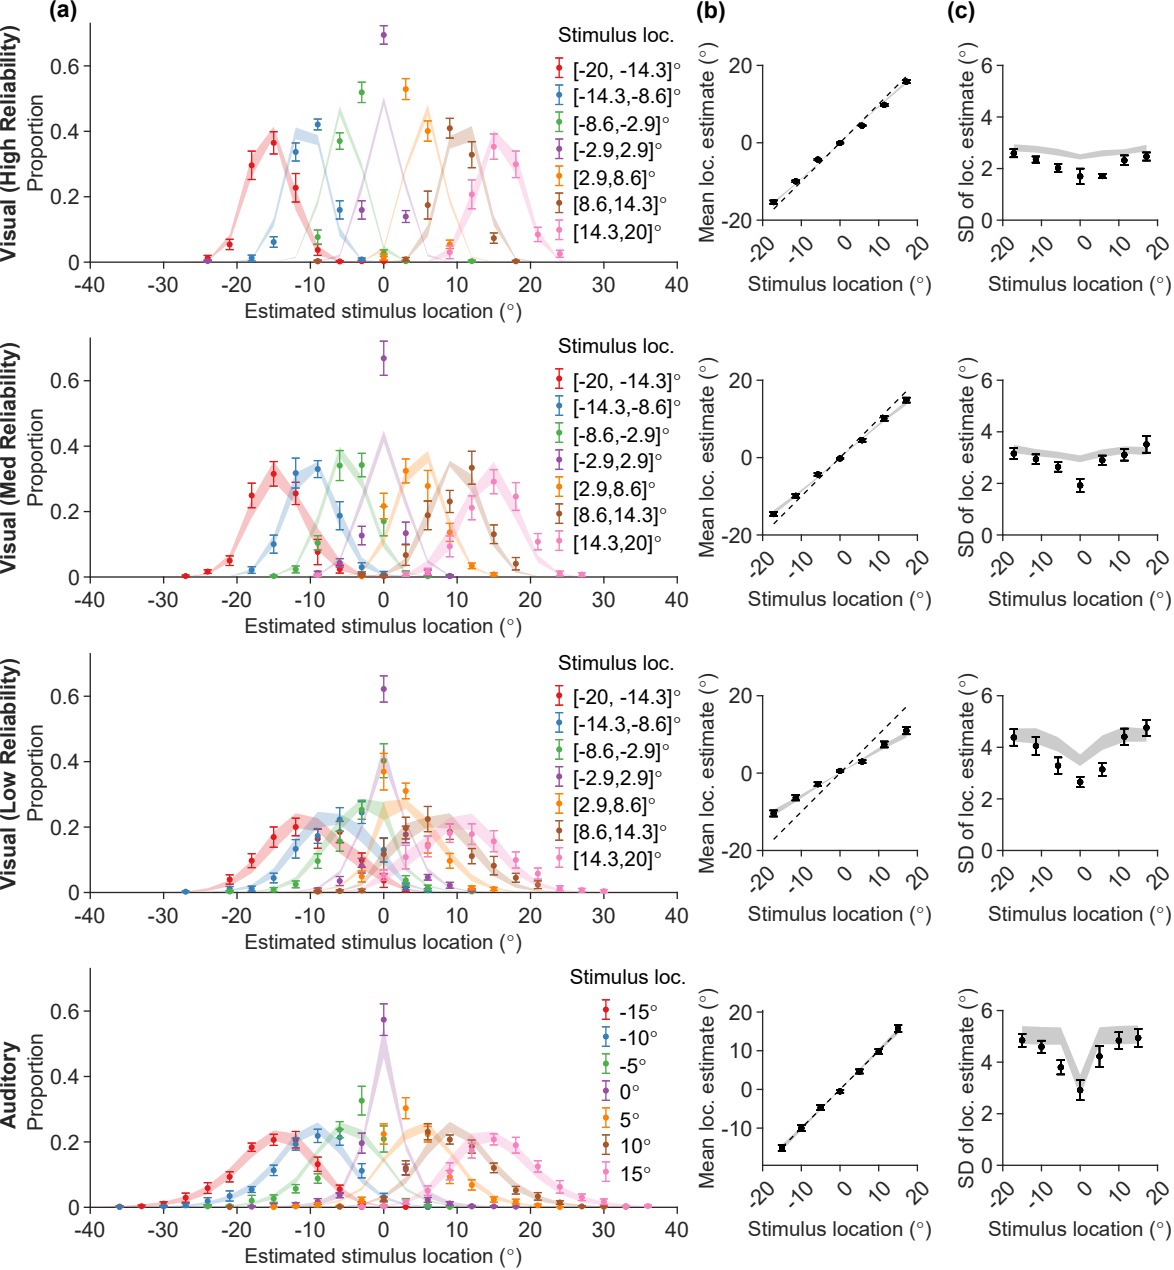 (a)
(b)
(c)
Visual (High Reliability)
Proportion
0.6
0.4
0.2
0
-40 -30 -20 -10 0 10 20 30 40
Estimated stimulus location (°)
Stimulus loc.
[-20, -14.3]°
[-14.3,-8.6]°
[-8.6,-2.9]°
[-2.9,2.9]°
[2.9,8.6]°
[8.6,14.3]°
[14.3,20]°
Mean loc. estimate (°)
20
0
-20
-20 -10 0 10 20
Stimulus location (°)
SD of loc. estimate (°)
6
4
2
0
-20 -10 0 10 20
Stimulus location (°)
Visual (Med Reliability)
Proportion
0.6
0.4
0.2
0
-40 -30 -20 -10 0 10 20 30 40
Estimated stimulus location (°)
Stimulus loc.
[-20, -14.3]°
[-14.3,-8.6]°
[-8.6,-2.9]°
[-2.9,2.9]°
[2.9,8.6]°
[8.6,14.3]°
[14.3,20]°
Mean loc. estimate (°)
20
0
-20
-20 -10 0 10 20
Stimulus location (°)
SD of loc. estimate (°)
6
4
2
0
-20 -10 0 10 20
Stimulus location (°)
Visual (Low Reliability)
Proportion
0.6
0.4
0.2
0
-40 -30 -20 -10 0 10 20 30 40
Estimated stimulus location (°)
Stimulus loc.
[-20, -14.3]°
[-14.3,-8.6]°
[-8.6,-2.9]°
[-2.9,2.9]°
[2.9,8.6]°
[8.6,14.3]°
[14.3,20]°
Mean loc. estimate (°)
20
0
-20
-20 -10 0 10 20
Stimulus location (°)
SD of loc. estimate (°)
6
4
2
0
-20 -10 0 10 20
Stimulus location (°)
Auditory
Proportion
0.6
0.4
0.2
0
-40 -30 -20 -10 0 10 20 30 40
Estimated stimulus location (°)
Stimulus loc.
-15°
-10°
-5°
0°
5°
10°
15°
Mean loc. estimate (°)
20
10
0
-10
-20 -10 0 10 20
Stimulus location (°)
SD of loc. estimate (°)
6
4
2
0
-20 -10 0 10 20
Stimulus location (°)